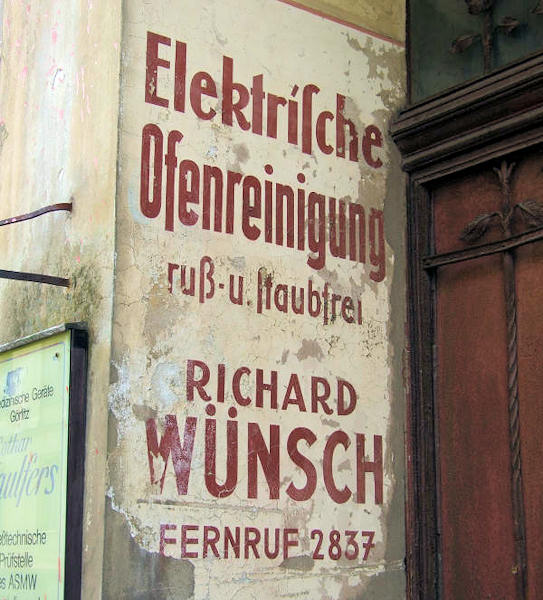 Elektriſche
Ofenreinigung
ruß-u. ſtaubfrei
RICHARD
WÜNSCH
FERNRUF 2837
Geräte
Görlitz
Prüfstelle
ASMW